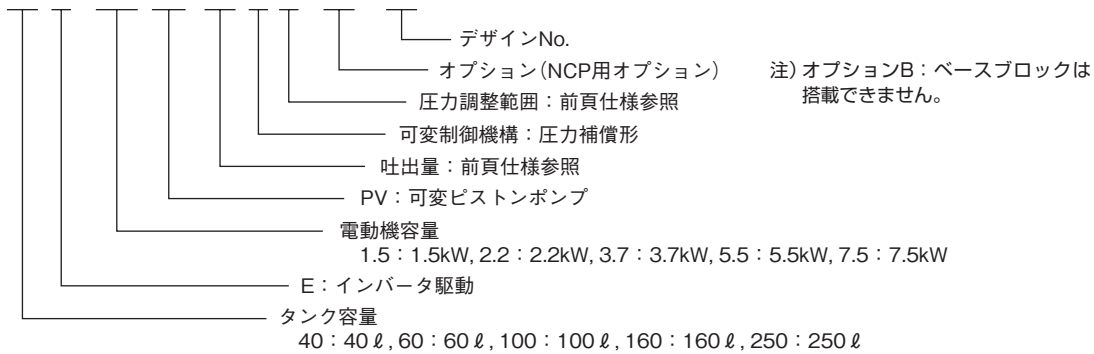 デザインNo.
オプション（NCP用オプション）
注）オプションB：ベースブロックは
搭載できません。
圧力調整範囲：前頁仕様参照
可変制御機構：圧力補償形
吐出量：前頁仕様参照
PV：可変ピストンポンプ
電動機容量
1.5：1.5kW, 2.2：2.2kW, 3.7：3.7kW, 5.5：5.5kW, 7.5：7.5kW
E：インバータ駆動
タンク容量
40：40ℓ, 60：60ℓ, 100：100ℓ, 160：160ℓ, 250：250ℓ